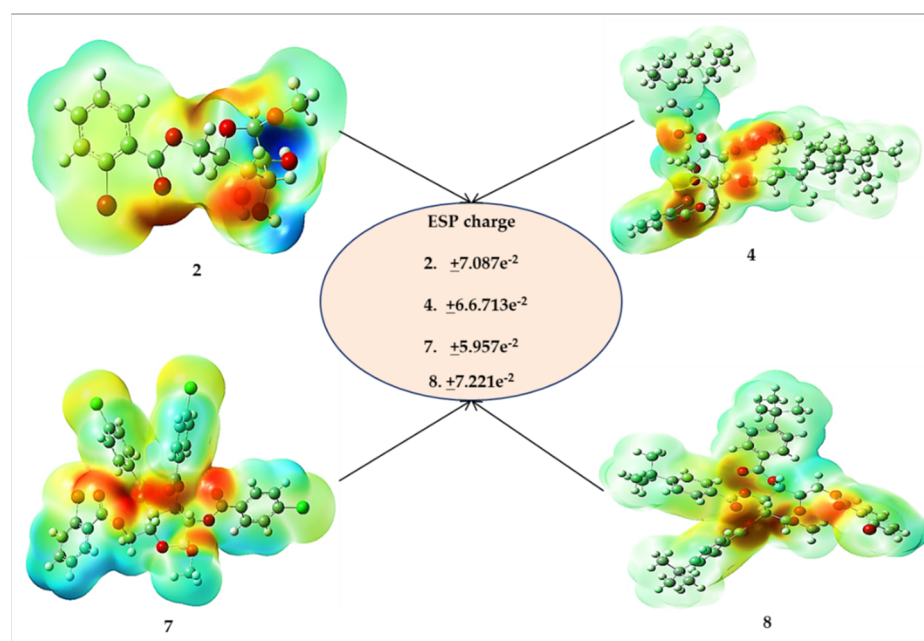 ESP charge
2. ±7.087e⁻²
4. ±6.6.713e⁻²
7. ±5.957e⁻²
8. ±7.221e⁻²
2
4
7
8